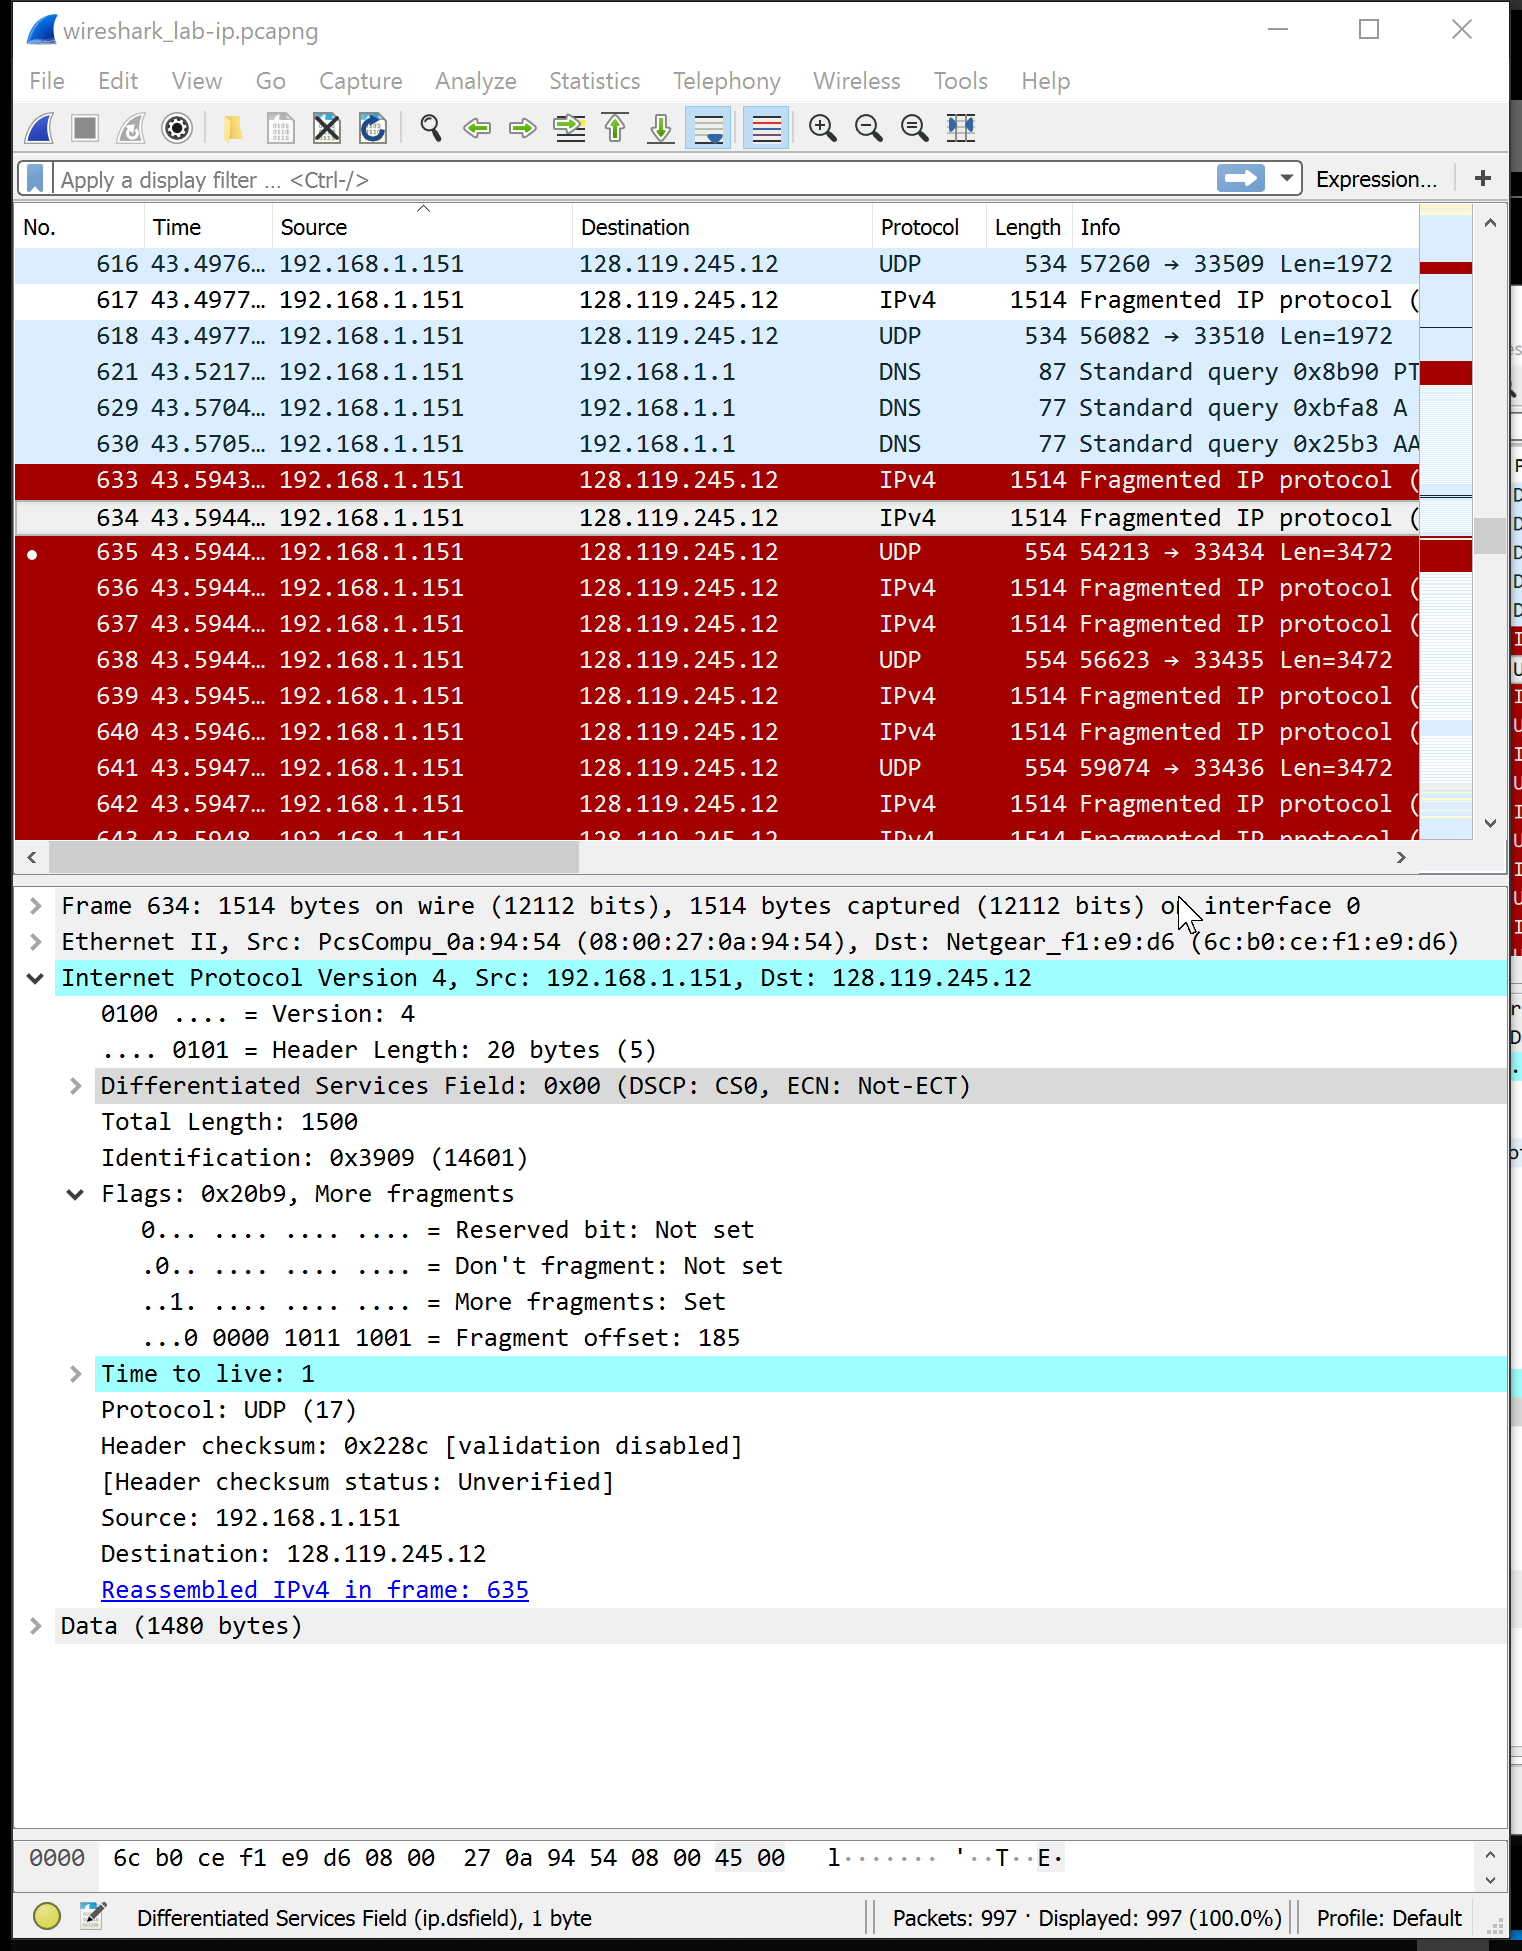 wireshark_lab-ip.pcapng
File Edit View Go Capture Analyze Statistics Telephony Wireless Tools Help
Apply a display filter ... <Ctrl-/> Expression... +
No. Time Source Destination Protocol Length Info
616 43.4976… 192.168.1.151 128.119.245.12 UDP 534 57260 → 33509 Len=1972
617 43.4977… 192.168.1.151 128.119.245.12 IPv4 1514 Fragmented IP protocol (
618 43.4977… 192.168.1.151 128.119.245.12 UDP 534 56082 → 33510 Len=1972
621 43.5217… 192.168.1.151 192.168.1.1 DNS 87 Standard query 0x8b90 PT
629 43.5704… 192.168.1.151 192.168.1.1 DNS 77 Standard query 0xbfa8 A
630 43.5705… 192.168.1.151 192.168.1.1 DNS 77 Standard query 0x25b3 AA
633 43.5943… 192.168.1.151 128.119.245.12 IPv4 1514 Fragmented IP protocol (
634 43.5944… 192.168.1.151 128.119.245.12 IPv4 1514 Fragmented IP protocol (
635 43.5944… 192.168.1.151 128.119.245.12 UDP 554 54213 → 33434 Len=3472
636 43.5944… 192.168.1.151 128.119.245.12 IPv4 1514 Fragmented IP protocol (
637 43.5944… 192.168.1.151 128.119.245.12 IPv4 1514 Fragmented IP protocol (
638 43.5944… 192.168.1.151 128.119.245.12 UDP 554 56623 → 33435 Len=3472
639 43.5945… 192.168.1.151 128.119.245.12 IPv4 1514 Fragmented IP protocol (
640 43.5946… 192.168.1.151 128.119.245.12 IPv4 1514 Fragmented IP protocol (
641 43.5947… 192.168.1.151 128.119.245.12 UDP 554 59074 → 33436 Len=3472
642 43.5947… 192.168.1.151 128.119.245.12 IPv4 1514 Fragmented IP protocol (
643 43.5948… 192.168.1.151 128.119.245.12 IPv4 1514 Fragmented IP protocol (
Frame 634: 1514 bytes on wire (12112 bits), 1514 bytes captured (12112 bits) on interface 0
Ethernet II, Src: PcsCompu_0a:94:54 (08:00:27:0a:94:54), Dst: Netgear_f1:e9:d6 (6c:b0:ce:f1:e9:d6)
Internet Protocol Version 4, Src: 192.168.1.151, Dst: 128.119.245.12
0100 .... = Version: 4
.... 0101 = Header Length: 20 bytes (5)
Differentiated Services Field: 0x00 (DSCP: CS0, ECN: Not-ECT)
Total Length: 1500
Identification: 0x3909 (14601)
Flags: 0x20b9, More fragments
0... .... .... .... = Reserved bit: Not set
.0.. .... .... .... = Don't fragment: Not set
..1. .... .... .... = More fragments: Set
...0 0000 1011 1001 = Fragment offset: 185
Time to live: 1
Protocol: UDP (17)
Header checksum: 0x228c [validation disabled]
[Header checksum status: Unverified]
Source: 192.168.1.151
Destination: 128.119.245.12
Reassembled IPv4 in frame: 635
Data (1480 bytes)
0000 6c b0 ce f1 e9 d6 08 00 27 0a 94 54 08 00 45 00 l······· '··T··E·
Differentiated Services Field (ip.dsfield), 1 byte Packets: 997 · Displayed: 997 (100.0%) Profile: Default